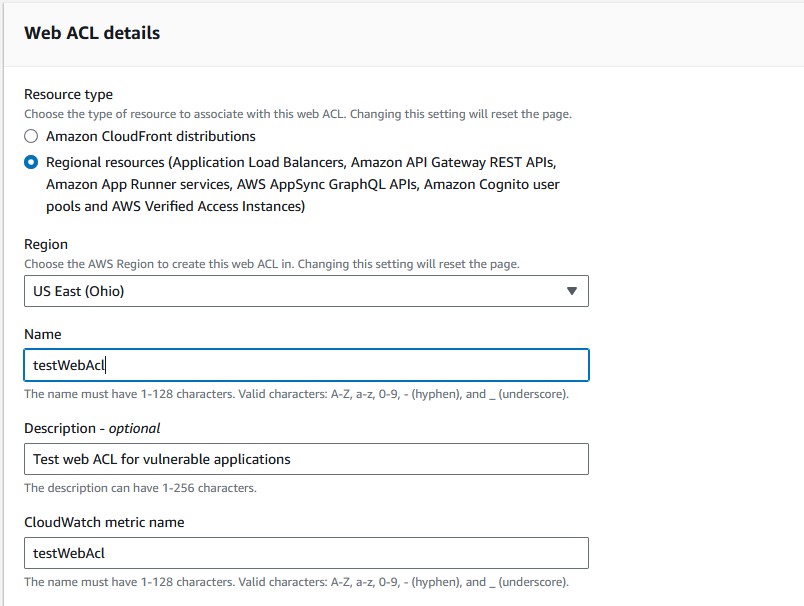 Web ACL details
Resource type
Choose the type of resource to associate with this web ACL. Changing this setting will reset the page.
Amazon CloudFront distributions
Regional resources (Application Load Balancers, Amazon API Gateway REST APIs,
Amazon App Runner services, AWS AppSync GraphQL APIs, Amazon Cognito user
pools and AWS Verified Access Instances)
Region
Choose the AWS Region to create this web ACL in. Changing this setting will reset the page.
US East (Ohio)
Name
testWebAcl
The name must have 1-128 characters. Valid characters: A-Z, a-z, 0-9, - (hyphen), and _ (underscore).
Description - optional
Test web ACL for vulnerable applications
The description can have 1-256 characters.
CloudWatch metric name
testWebAcl
The name must have 1-128 characters. Valid characters: A-Z, a-z, 0-9, - (hyphen), and _ (underscore).